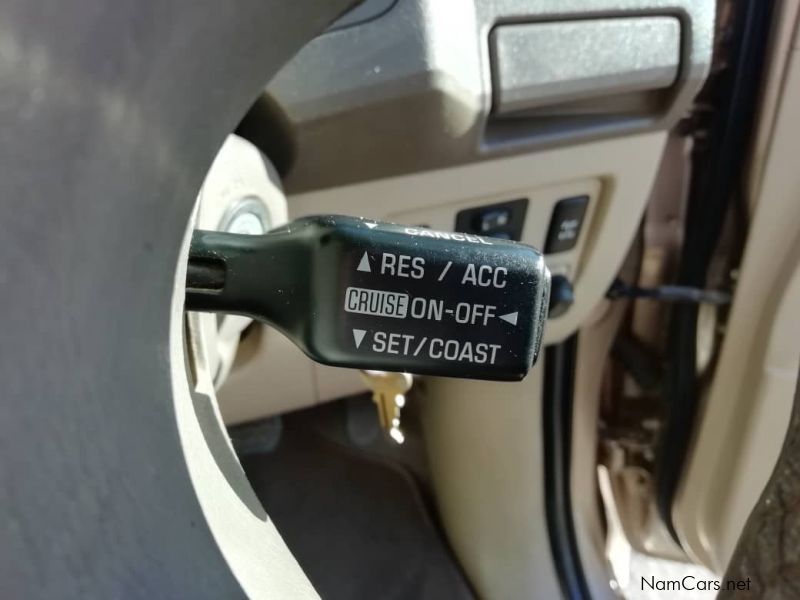 ▼ CANCEL
▲ RES / ACC
CRUISE ON-OFF ◀
▼ SET/COAST
NamCars.net